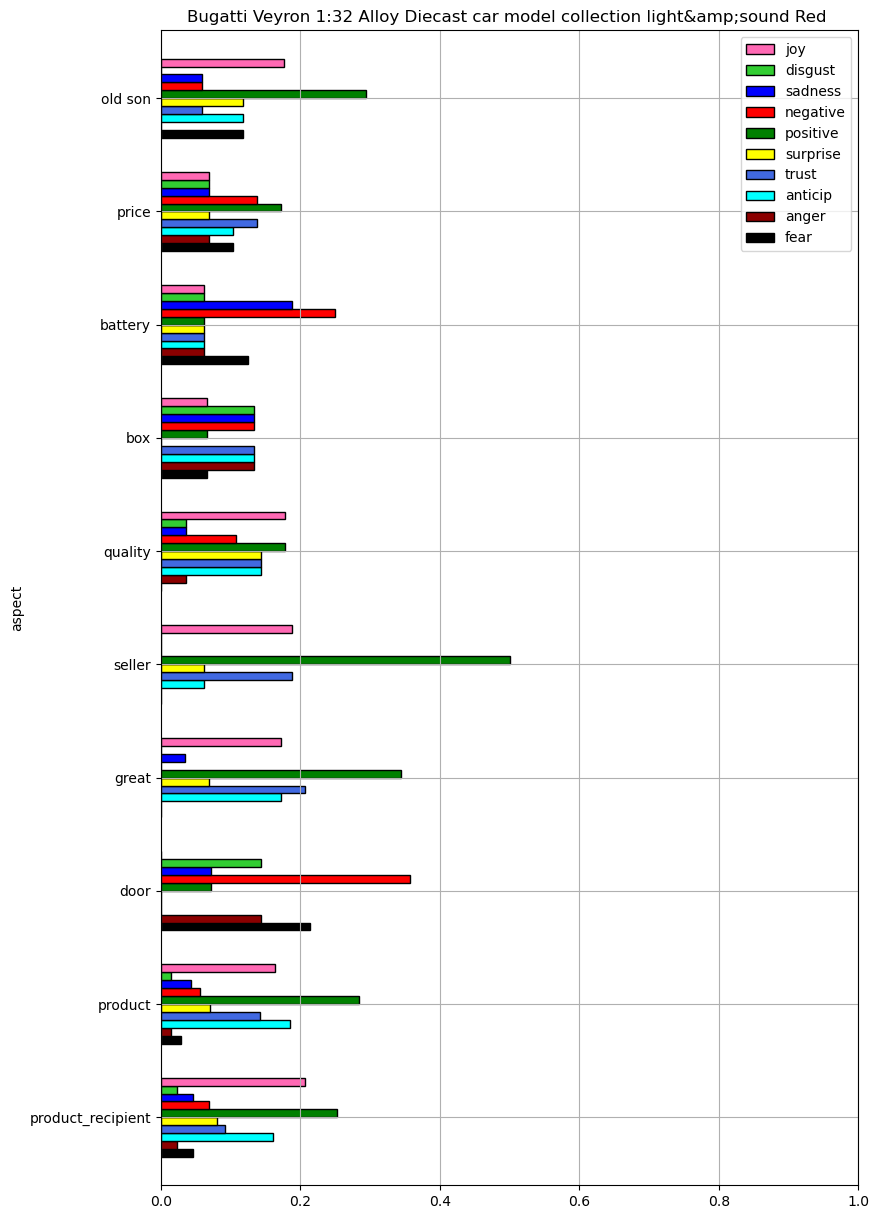 Bugatti Veyron 1:32 Alloy Diecast car model collection light&amp;sound Red
joy
disgust
sadness
negative
positive
surprise
trust
anticip
anger
fear
old son
price
battery
box
quality
seller
great
door
product
product_recipient
aspect
0.0 0.2 0.4 0.6 0.8 1.0